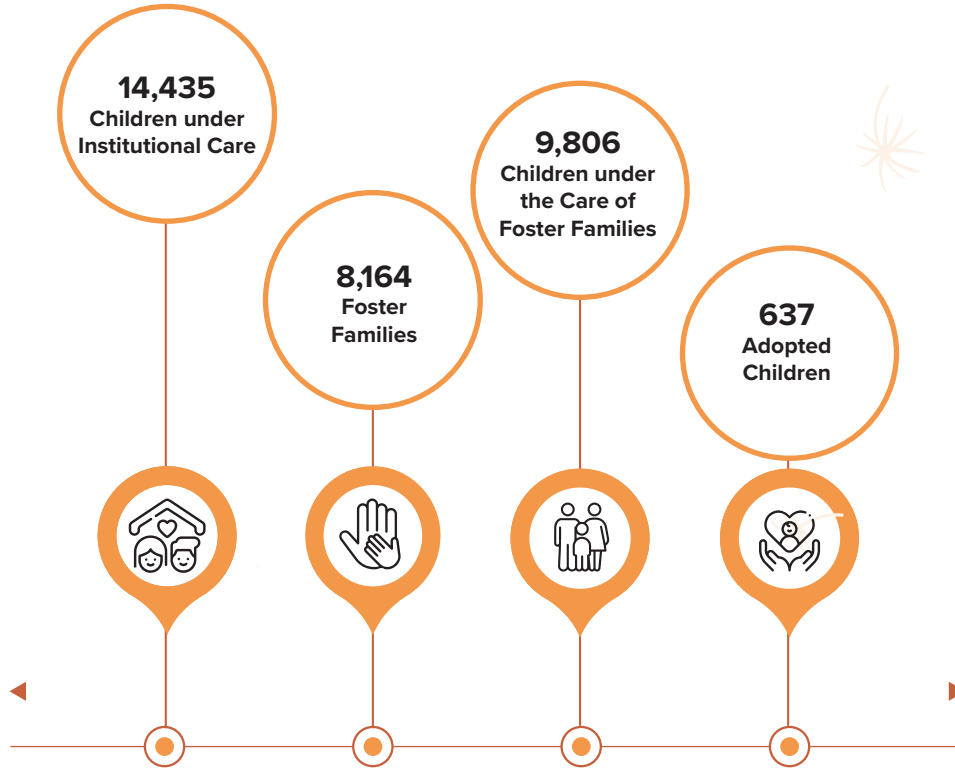 14,435
Children under
Institutional Care
8,164
Foster
Families
9,806
Children under
the Care of
Foster Families
637
Adopted
Children